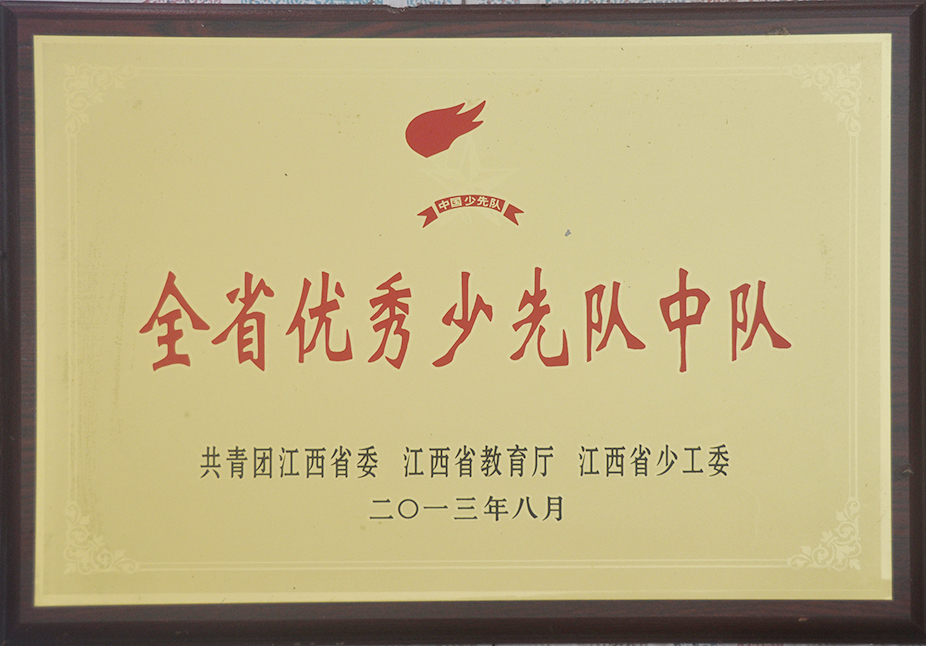 中国少先队
全省优秀少先队中队
共青团江西省委 江西省教育厅 江西省少工委
二〇一三年八月